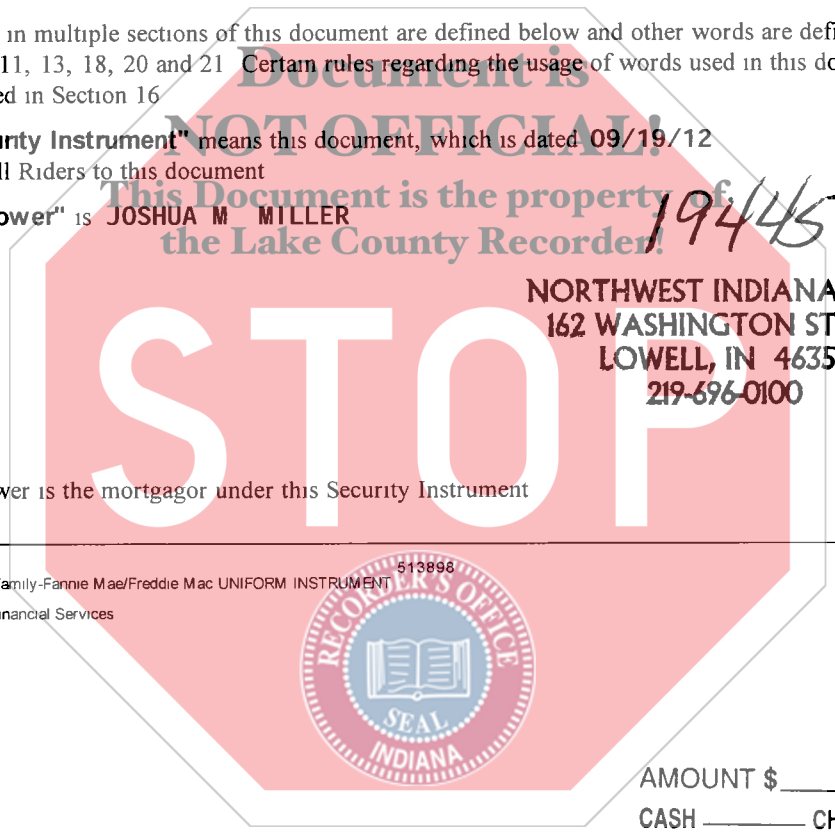 in multiple sections of this document are defined below and other words are defi
11, 13, 18, 20 and 21 Certain rules regarding the usage of words used in this do
ed in Section 16
Document is
urity Instrument" means this document, which is dated 09/19/12
NOT OFFICIAL!
ll Riders to this document
This Document is the property of
ower" is JOSHUA M MILLER
the Lake County Recorder!
19445
NORTHWEST INDIANA
162 WASHINGTON ST
LOWELL, IN 4635
219-696-0100
STOP
wer is the mortgagor under this Security Instrument
513898
Family-Fannie Mae/Freddie Mac UNIFORM INSTRUMENT
inancial Services
RECORDER'S OFFICE
SEAL
INDIANA
AMOUNT $
CASH CH